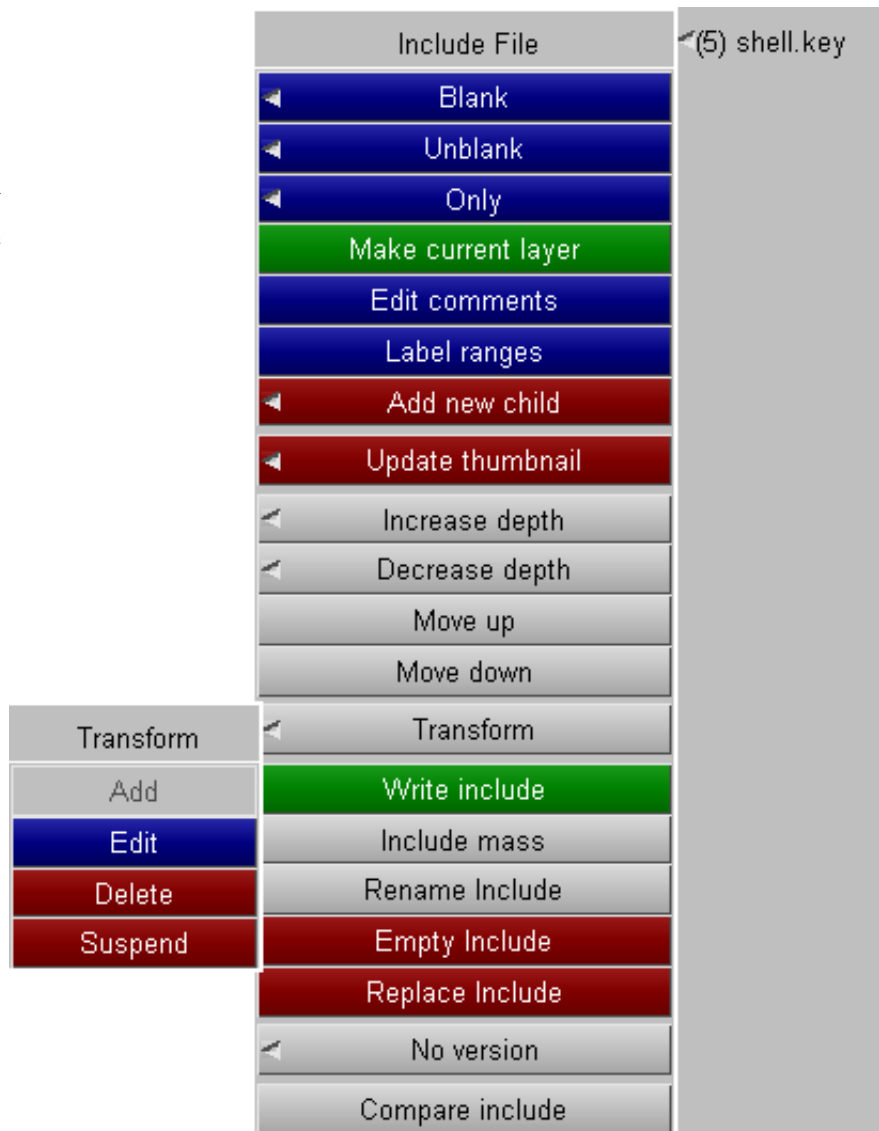 Include File
(5) shell.key
Blank
Unblank
Only
Make current layer
Edit comments
Label ranges
Add new child
Update thumbnail
Increase depth
Decrease depth
Move up
Move down
Transform
Write include
Include mass
Rename Include
Empty Include
Replace Include
No version
Compare include
Transform
Add
Edit
Delete
Suspend